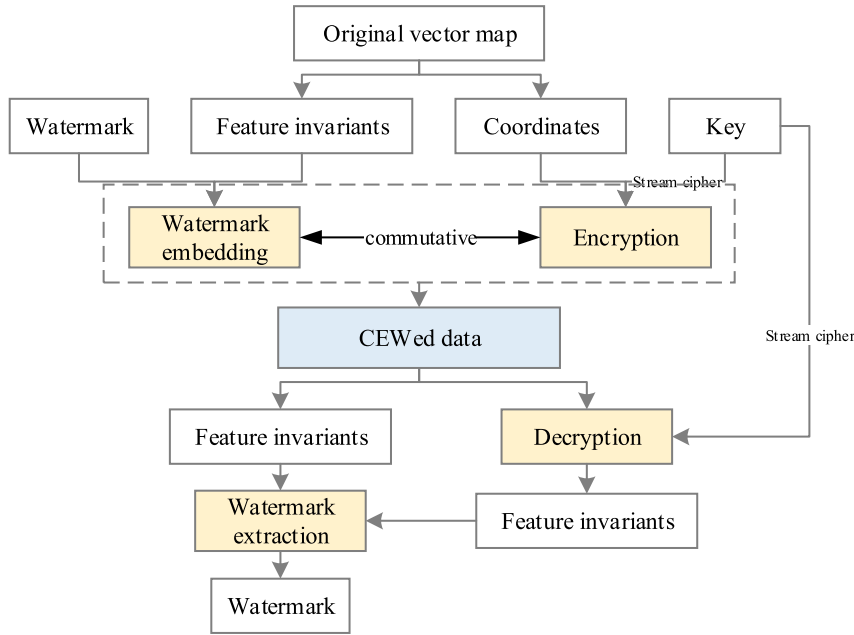 Original vector map
Watermark
Feature invariants
Coordinates
Key
Stream cipher
Watermark
embedding
commutative
Encryption
CEWed data
Stream cipher
Feature invariants
Decryption
Watermark
extraction
Feature invariants
Watermark